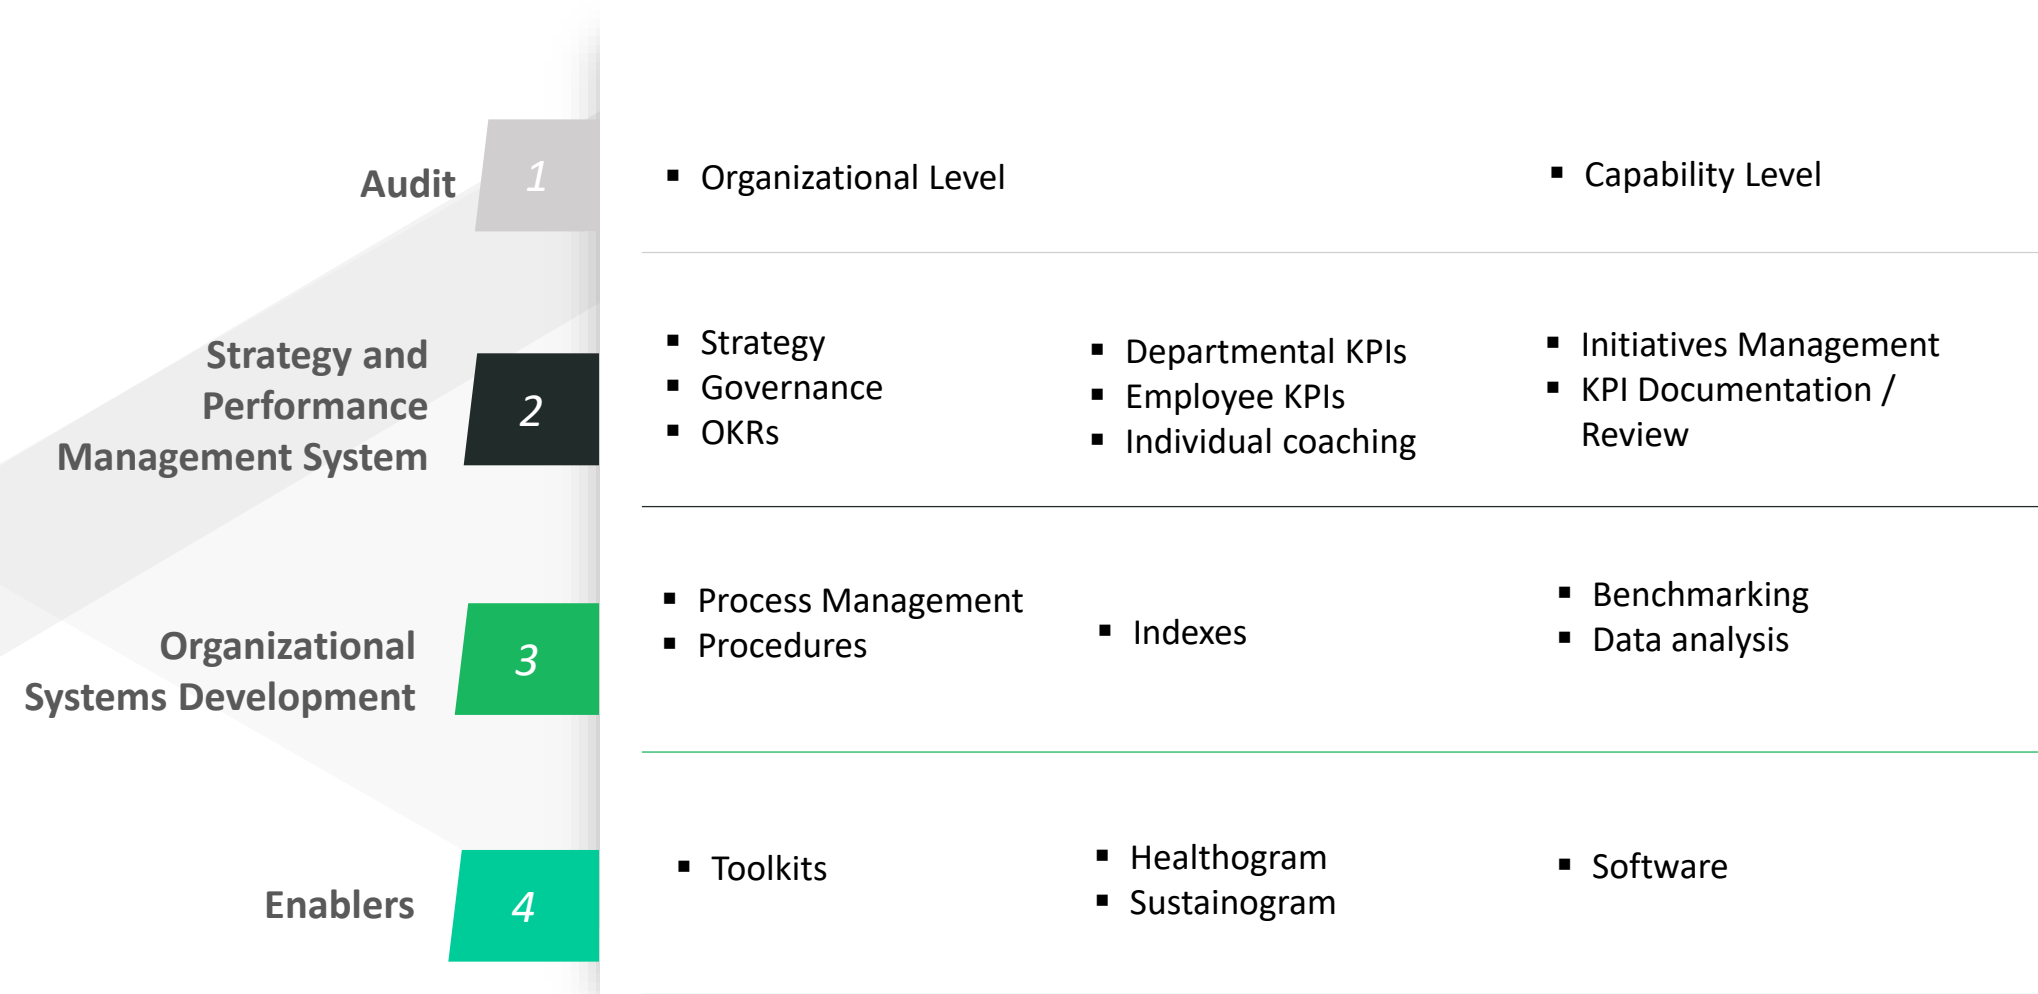 Audit
1
▪ Organizational Level
▪ Capability Level
Strategy and
Performance
Management System
2
▪ Strategy
▪ Governance
▪ OKRs
▪ Departmental KPIs
▪ Employee KPIs
▪ Individual coaching
▪ Initiatives Management
▪ KPI Documentation /
Review
Organizational
Systems Development
3
▪ Process Management
▪ Procedures
▪ Indexes
▪ Benchmarking
▪ Data analysis
Enablers
4
▪ Toolkits
▪ Healthogram
▪ Sustainogram
▪ Software